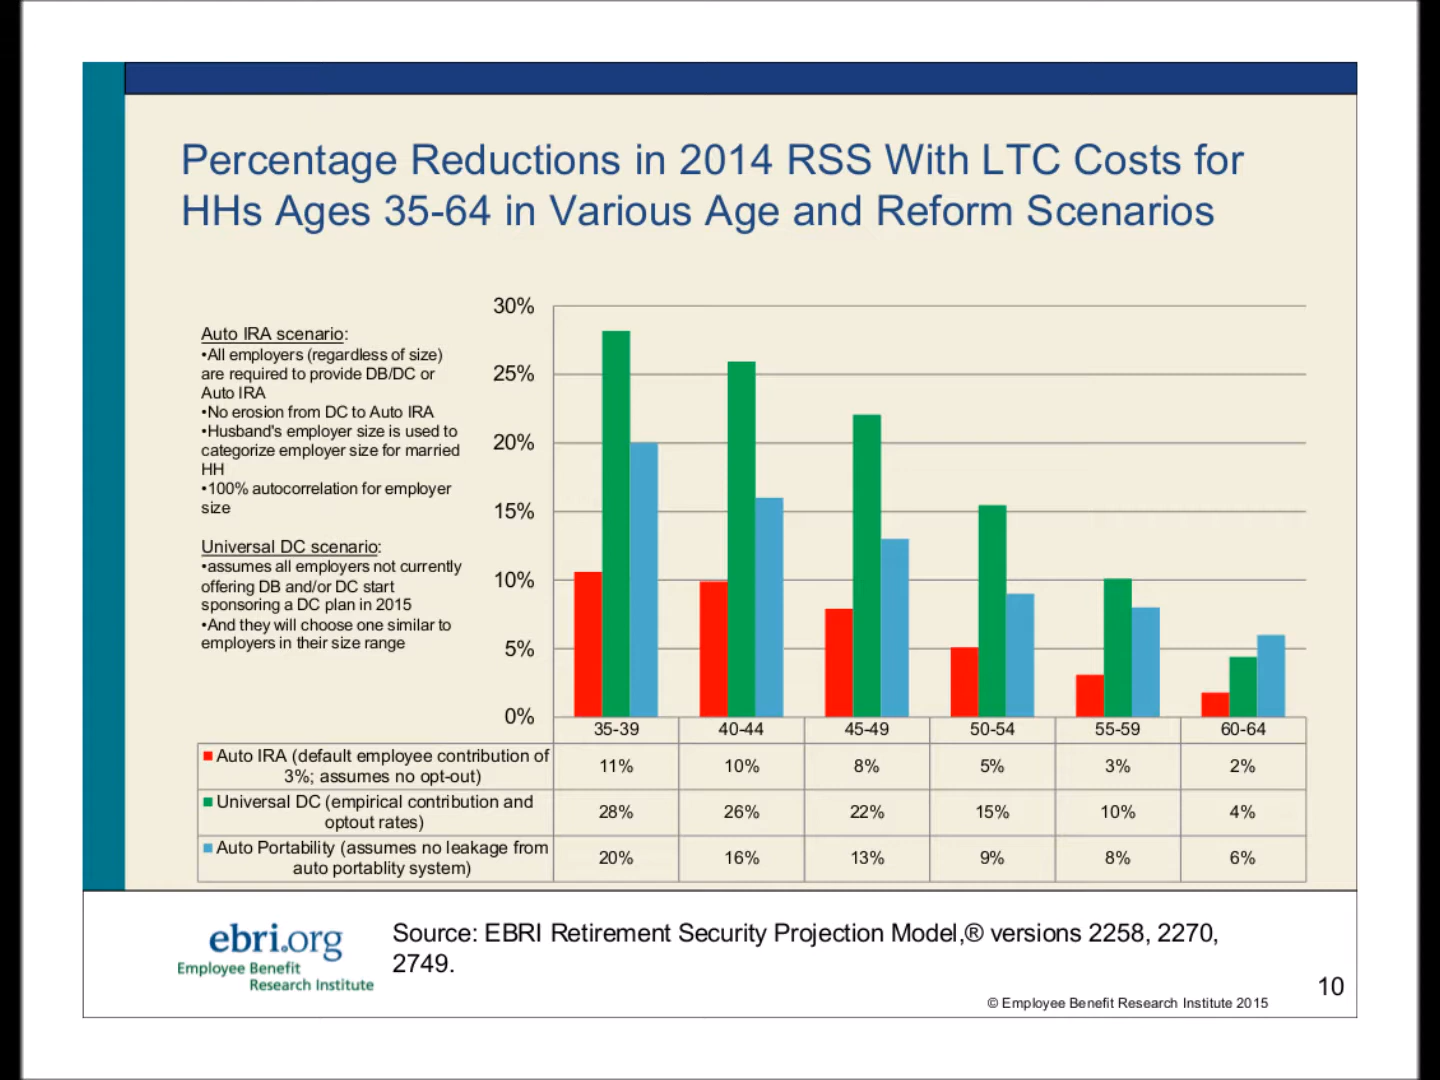 Percentage Reductions in 2014 RSS With LTC Costs for
HHs Ages 35-64 in Various Age and Reform Scenarios
Auto IRA scenario:
•All employers (regardless of size)
are required to provide DB/DC or
Auto IRA
•No erosion from DC to Auto IRA
•Husband's employer size is used to
categorize employer size for married
HH
•100% autocorrelation for employer
size
Universal DC scenario:
•assumes all employers not currently
offering DB and/or DC start
sponsoring a DC plan in 2015
•And they will choose one similar to
employers in their size range
30%
25%
20%
15%
10%
5%
0%
35-39 40-44 45-49 50-54 55-59 60-64
Auto IRA (default employee contribution of
3%; assumes no opt-out)
11% 10% 8% 5% 3% 2%
Universal DC (empirical contribution and
optout rates)
28% 26% 22% 15% 10% 4%
Auto Portability (assumes no leakage from
auto portablity system)
20% 16% 13% 9% 8% 6%
ebri.org
Employee Benefit
Research Institute
Source: EBRI Retirement Security Projection Model,® versions 2258, 2270,
2749.
© Employee Benefit Research Institute 2015
10